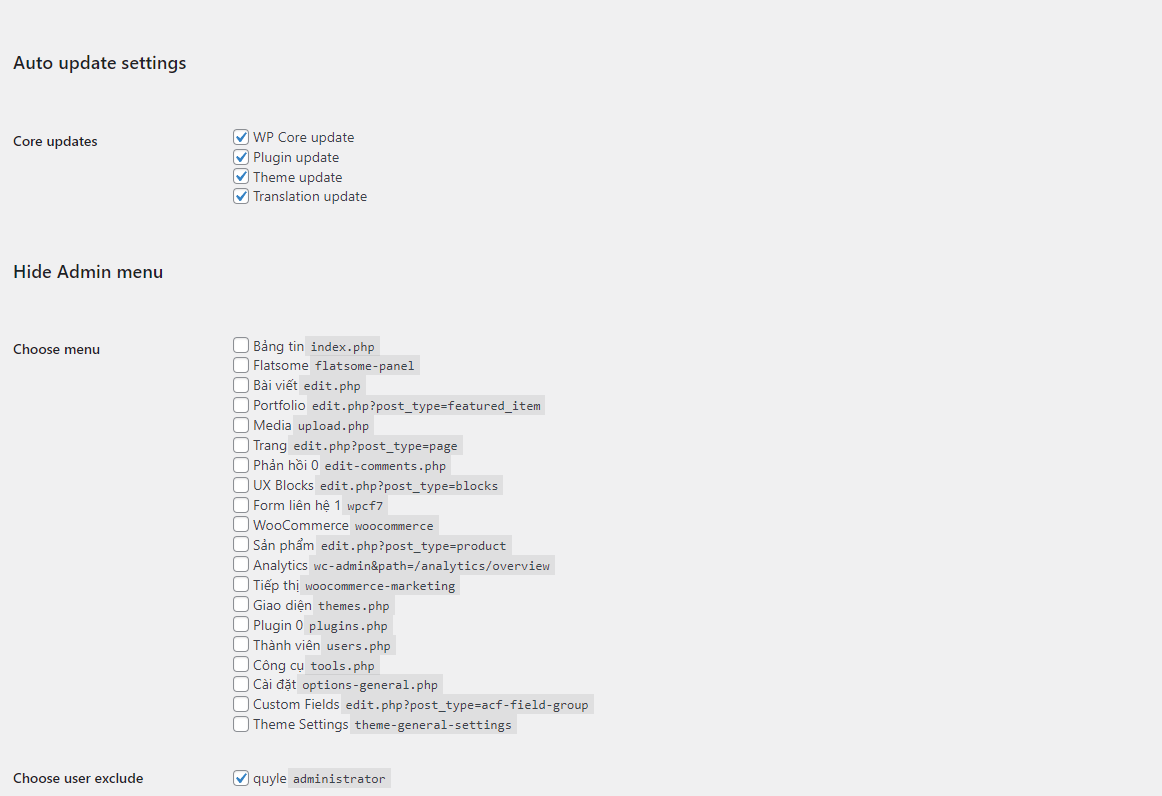 Auto update settings
Core updates
WP Core update
Plugin update
Theme update
Translation update
Hide Admin menu
Choose menu
Bảng tin index.php
Flatsome flatsome-panel
Bài viết edit.php
Portfolio edit.php?post_type=featured_item
Media upload.php
Trang edit.php?post_type=page
Phản hồi 0 edit-comments.php
UX Blocks edit.php?post_type=blocks
Form liên hệ 1 wpcf7
WooCommerce woocommerce
Sản phẩm edit.php?post_type=product
Analytics wc-admin&path=/analytics/overview
Tiếp thị woocommerce-marketing
Giao diện themes.php
Plugin 0 plugins.php
Thành viên users.php
Công cụ tools.php
Cài đặt options-general.php
Custom Fields edit.php?post_type=acf-field-group
Theme Settings theme-general-settings
Choose user exclude
quyle administrator